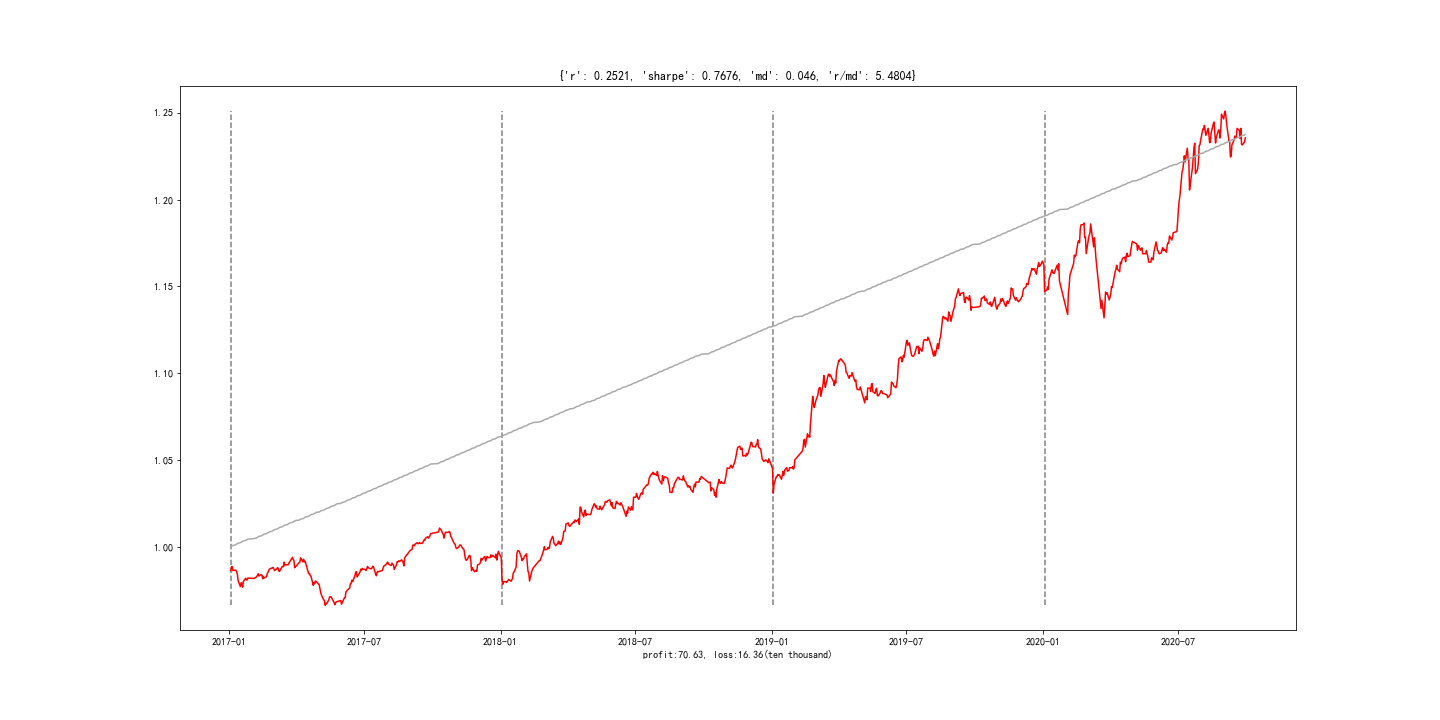 {'r': 0.2521, 'sharpe': 0.7676, 'md': 0.046, 'r/md': 5.4804}
1.25
1.20
1.15
1.10
1.05
1.00
2017-01 2017-07 2018-01 2018-07 2019-01 2019-07 2020-01 2020-07
profit:70.63, loss:16.36(ten thousand)